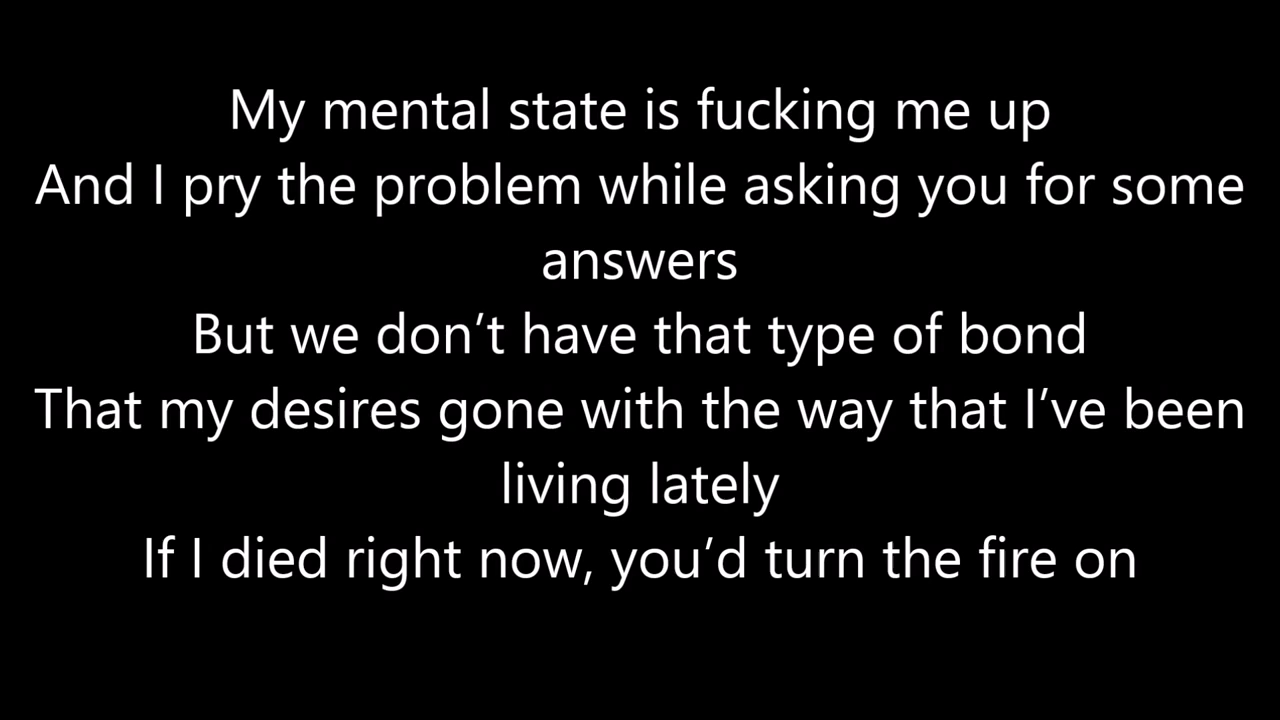 My mental state is fucking me up
And I pry the problem while asking you for some
answers
But we don’t have that type of bond
That my desires gone with the way that I’ve been
living lately
If I died right now, you’d turn the fire on